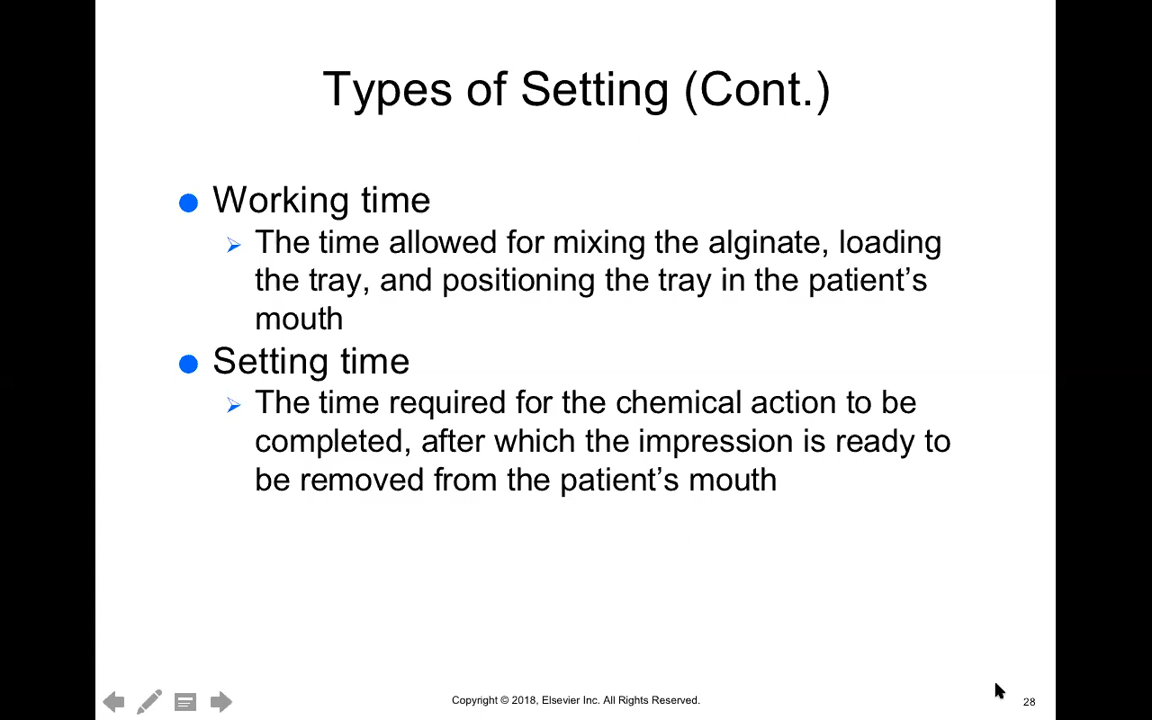 Types of Setting (Cont.)
Working time
The time allowed for mixing the alginate, loading
the tray, and positioning the tray in the patient’s
mouth
Setting time
The time required for the chemical action to be
completed, after which the impression is ready to
be removed from the patient’s mouth
Copyright © 2018, Elsevier Inc. All Rights Reserved.
28